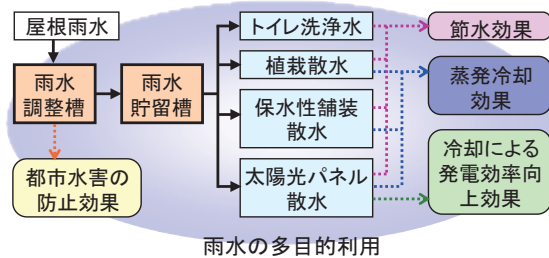 屋根雨水
雨水
調整槽
雨水
貯留槽
都市水害の
防止効果
トイレ洗浄水
植栽散水
保水性舗装
散水
太陽光パネル
散水
節水効果
蒸発冷却
効果
冷却による
発電効率向
上効果
雨水の多目的利用